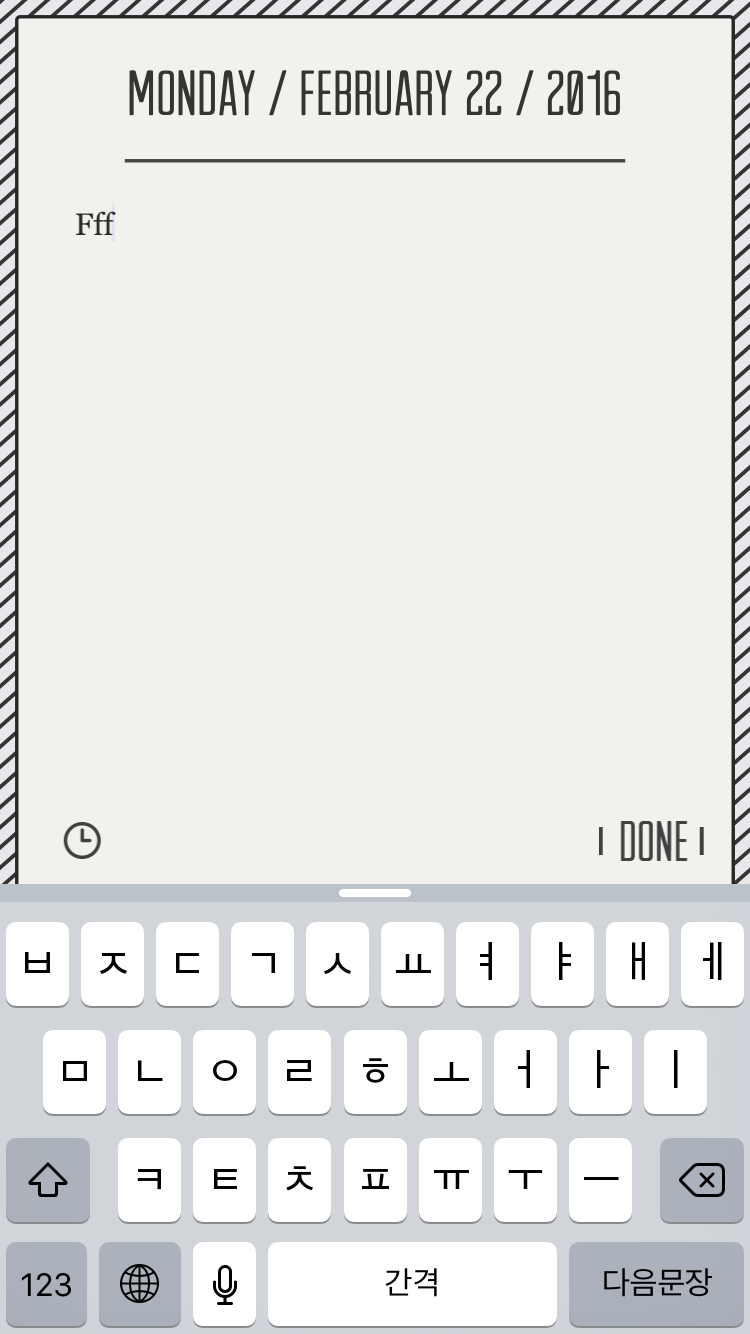 MONDAY / FEBRUARY 22 / 2016
Fff
DONE
ㅂ ㅈ ㄷ ㄱ ㅅ ㅛ ㅕ ㅑ ㅐ ㅔ
ㅁ ㄴ ㅇ ㄹ ㅎ ㅗ ㅓ ㅏ ㅣ
ㅋ ㅌ ㅊ ㅍ ㅠ ㅜ ㅡ
123 간격 다음문장